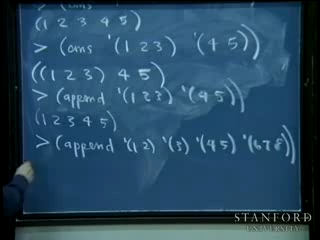 (1 2 3 4 5)
> (cons '(1 2 3) '(4 5))
((1 2 3) 4 5)
> (append '(1 2 3) '(4 5))
(1 2 3 4 5)
> (append '(1 2) '(3) '(4 5) '(6 7 8))
STANFORD
UNIVERSITY